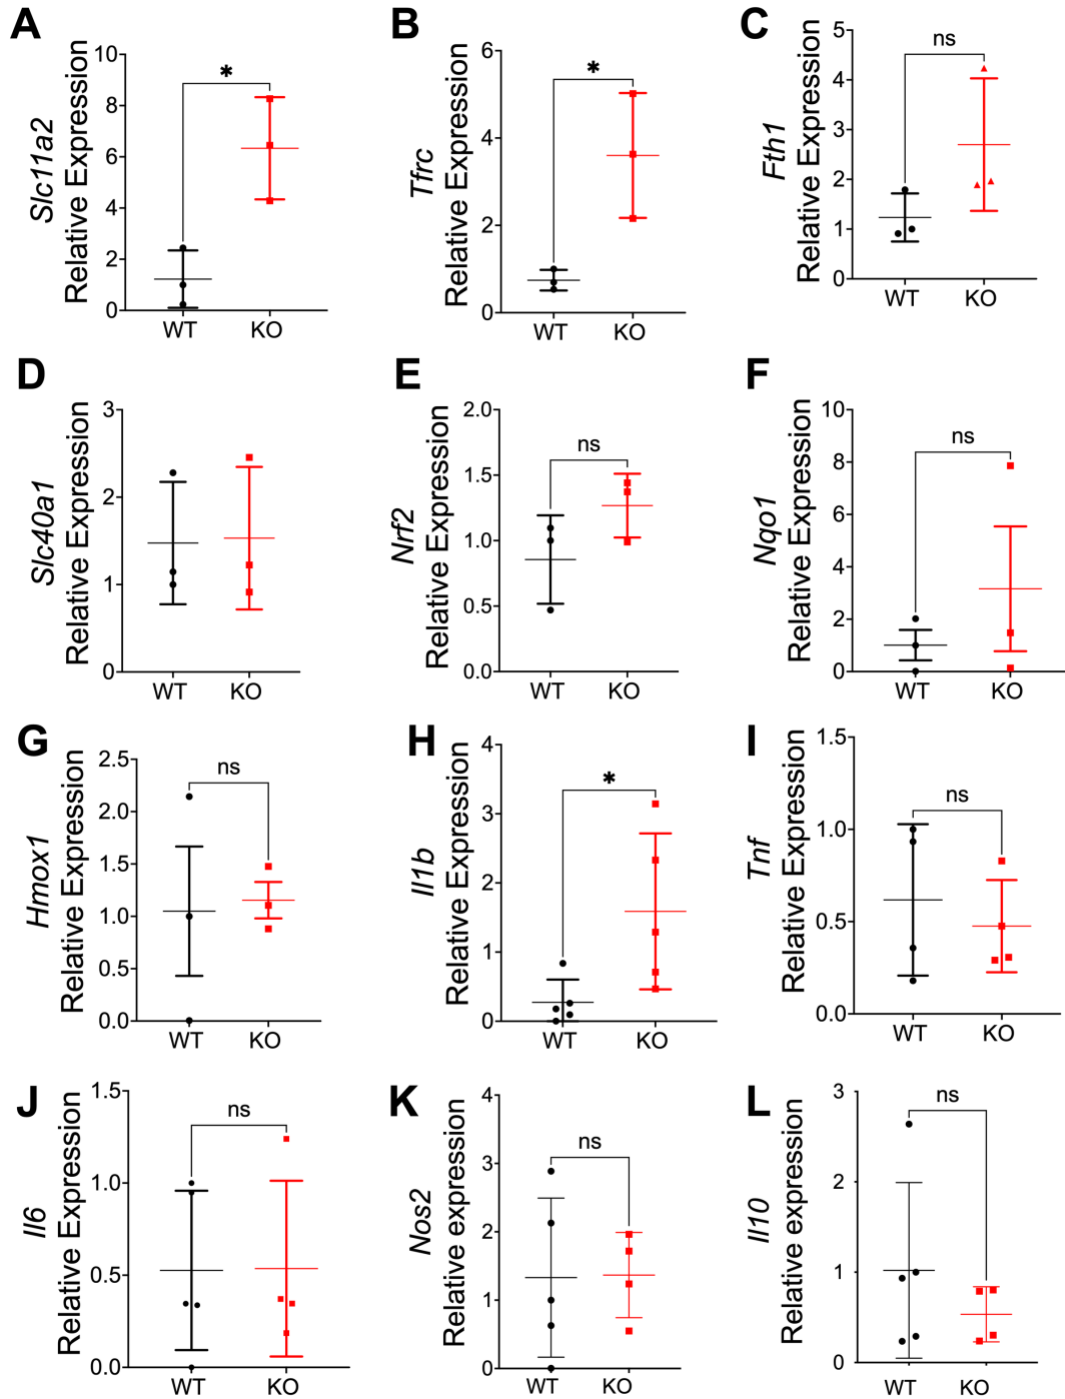 A
Slc11a2
Relative Expression
10
8
6
4
2
0
*
WT KO
B
Tfrc
Relative Expression
6
4
2
0
*
WT KO
C
Fth1
Relative Expression
5
4
3
2
1
0
ns
WT KO
D
Slc40a1
Relative Expression
3
2
1
0
WT KO
E
Nrf2
Relative Expression
2.0
1.5
1.0
0.5
0.0
ns
WT KO
F
Nqo1
Relative Expression
10
8
6
4
2
0
ns
WT KO
G
Hmox1
Relative Expression
2.5
2.0
1.5
1.0
0.5
0.0
ns
WT KO
H
Il1b
Relative Expression
4
3
2
1
0
*
WT KO
I
Tnf
Relative Expression
1.5
1.0
0.5
0.0
ns
WT KO
J
Il6
Relative Expression
1.5
1.0
0.5
0.0
ns
WT KO
K
Nos2
Relative expression
4
3
2
1
0
ns
WT KO
L
Il10
Relative expression
3
2
1
0
ns
WT KO